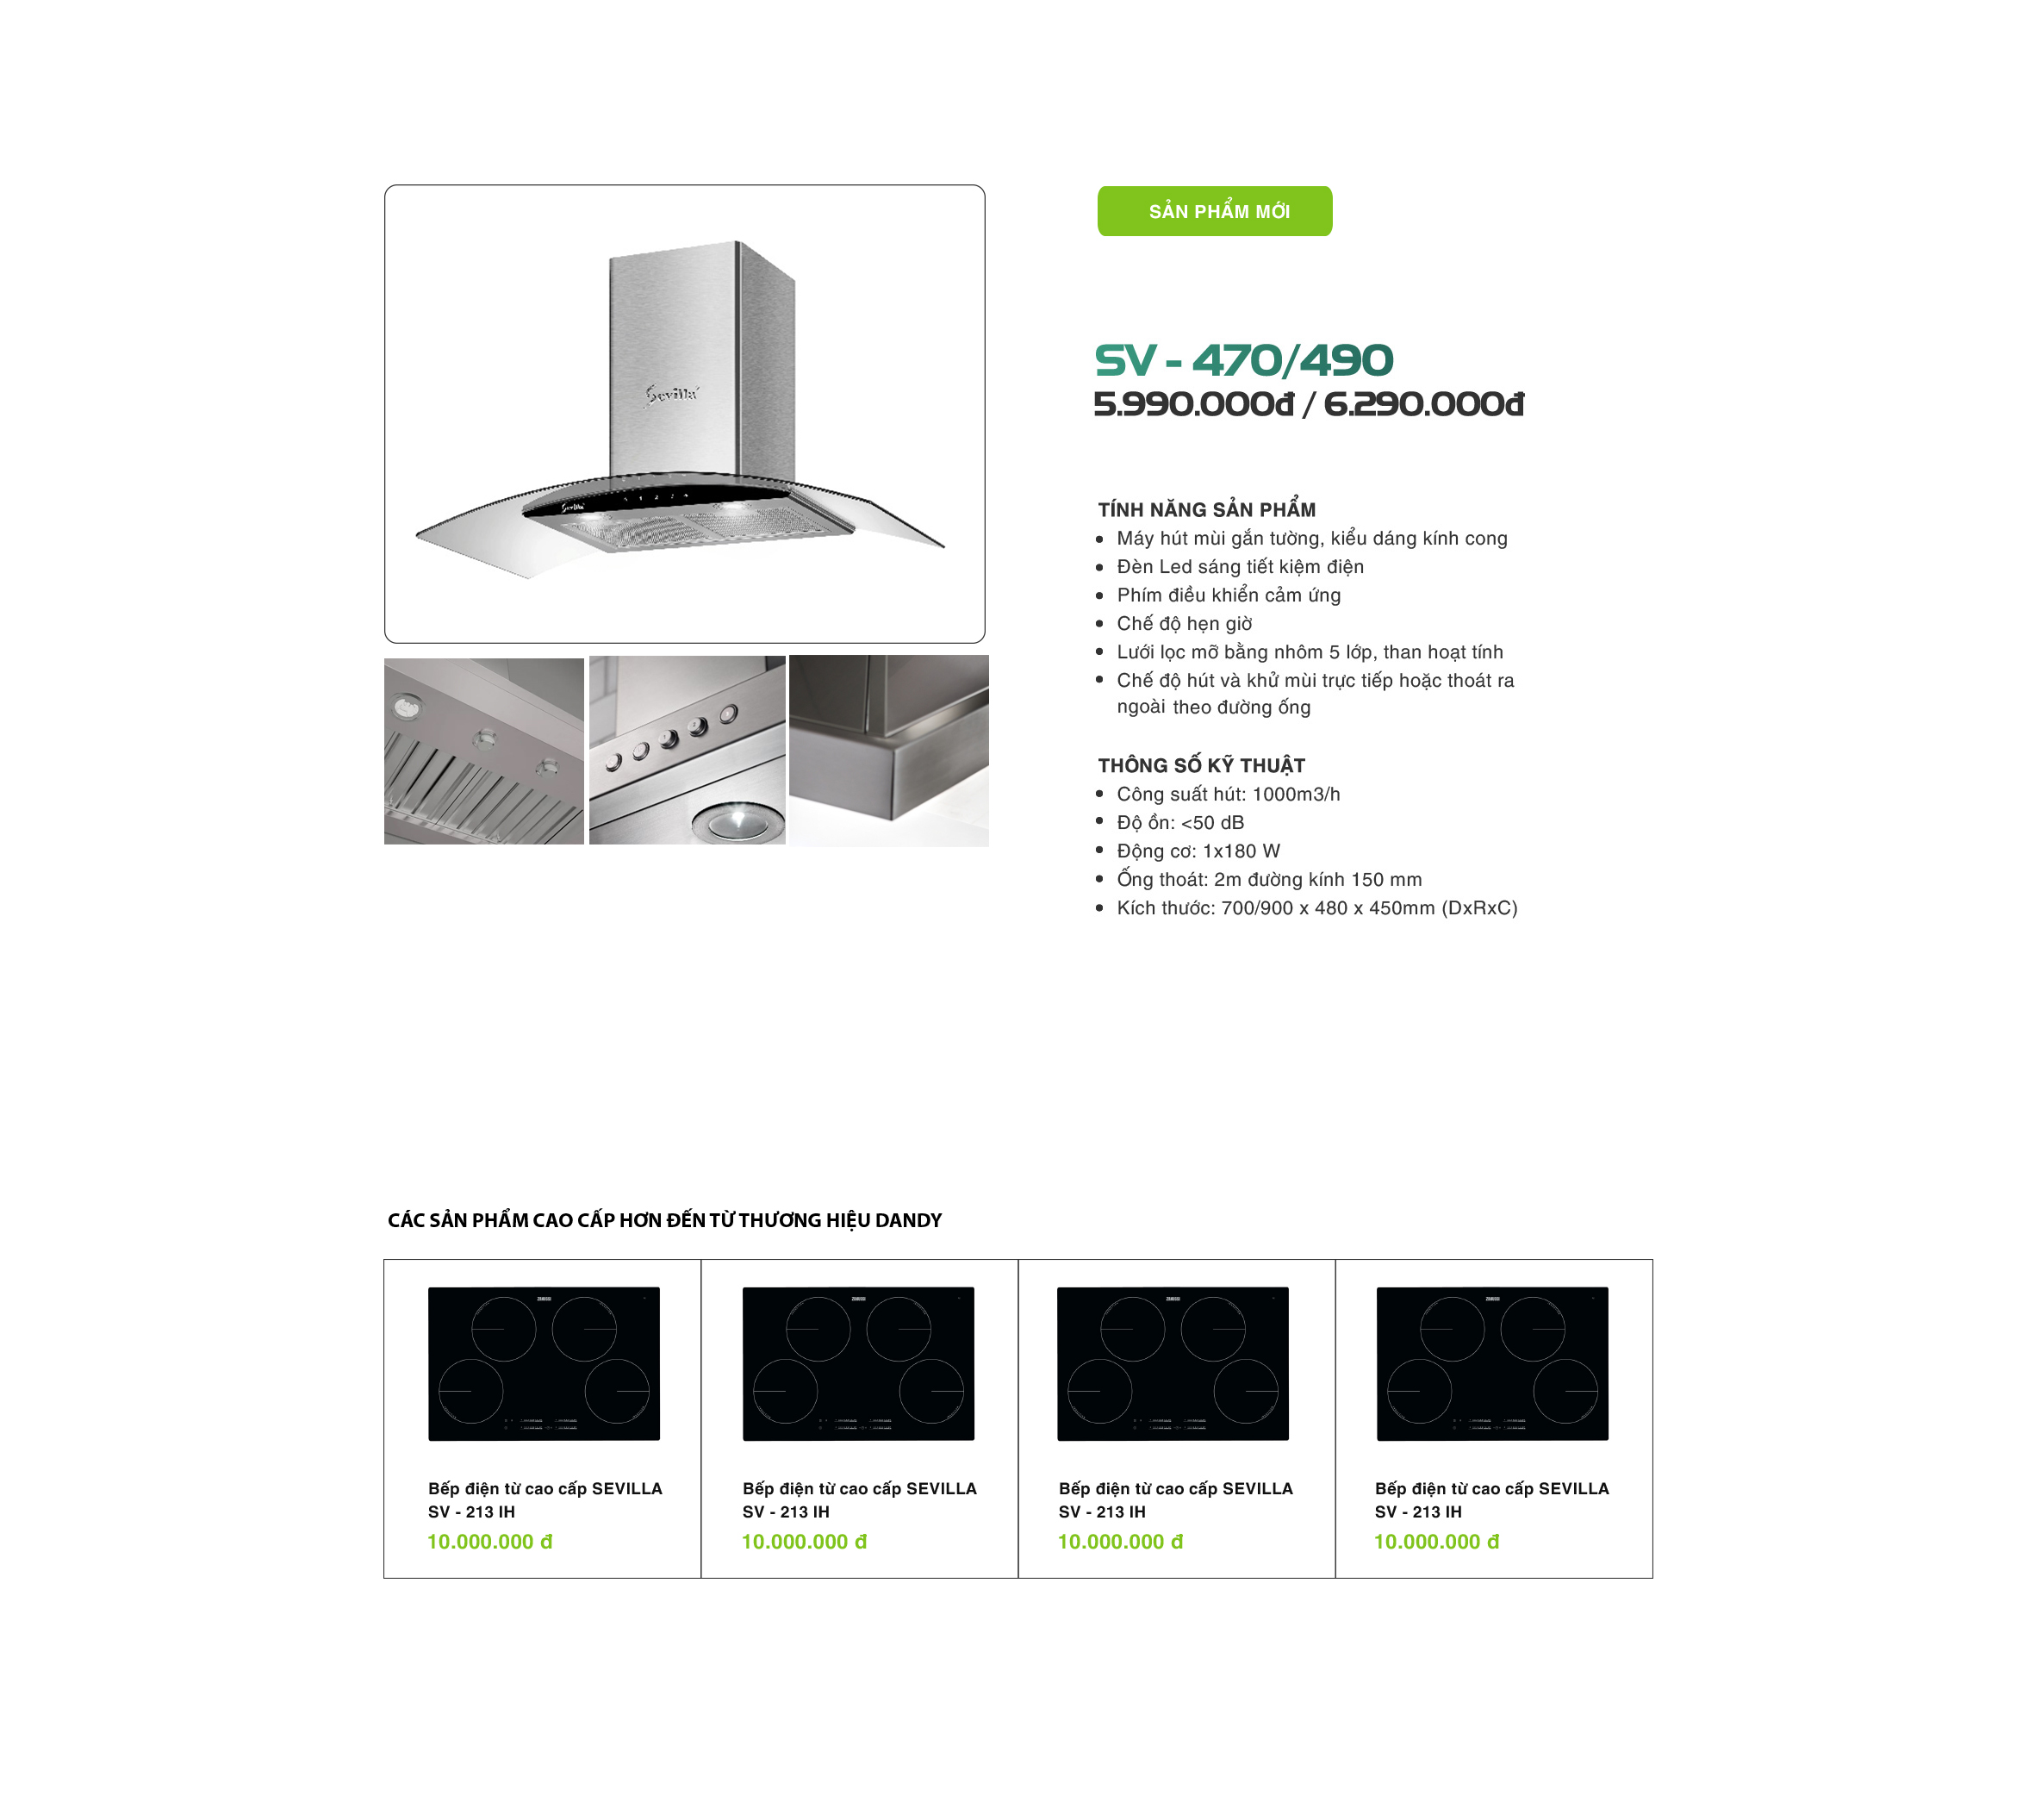 SẢN PHẨM MỚI
Sevilla
Sevilla
SV - 470/490
5.990.000đ / 6.290.000đ
TÍNH NĂNG SẢN PHẨM
Máy hút mùi gắn tường, kiểu dáng kính cong
Đèn Led sáng tiết kiệm điện
Phím điều khiển cảm ứng
Chế độ hẹn giờ
Lưới lọc mỡ bằng nhôm 5 lớp, than hoạt tính
Chế độ hút và khử mùi trực tiếp hoặc thoát ra
ngoài theo đường ống
THÔNG SỐ KỸ THUẬT
Công suất hút: 1000m3/h
Độ ồn: <50 dB
Động cơ: 1x180 W
Ống thoát: 2m đường kính 150 mm
Kích thước: 700/900 x 480 x 450mm (DxRxC)
CÁC SẢN PHẨM CAO CẤP HƠN ĐẾN TỪ THƯƠNG HIỆU DANDY
Bếp điện từ cao cấp SEVILLA
SV - 213 IH
10.000.000 đ
Bếp điện từ cao cấp SEVILLA
SV - 213 IH
10.000.000 đ
Bếp điện từ cao cấp SEVILLA
SV - 213 IH
10.000.000 đ
Bếp điện từ cao cấp SEVILLA
SV - 213 IH
10.000.000 đ